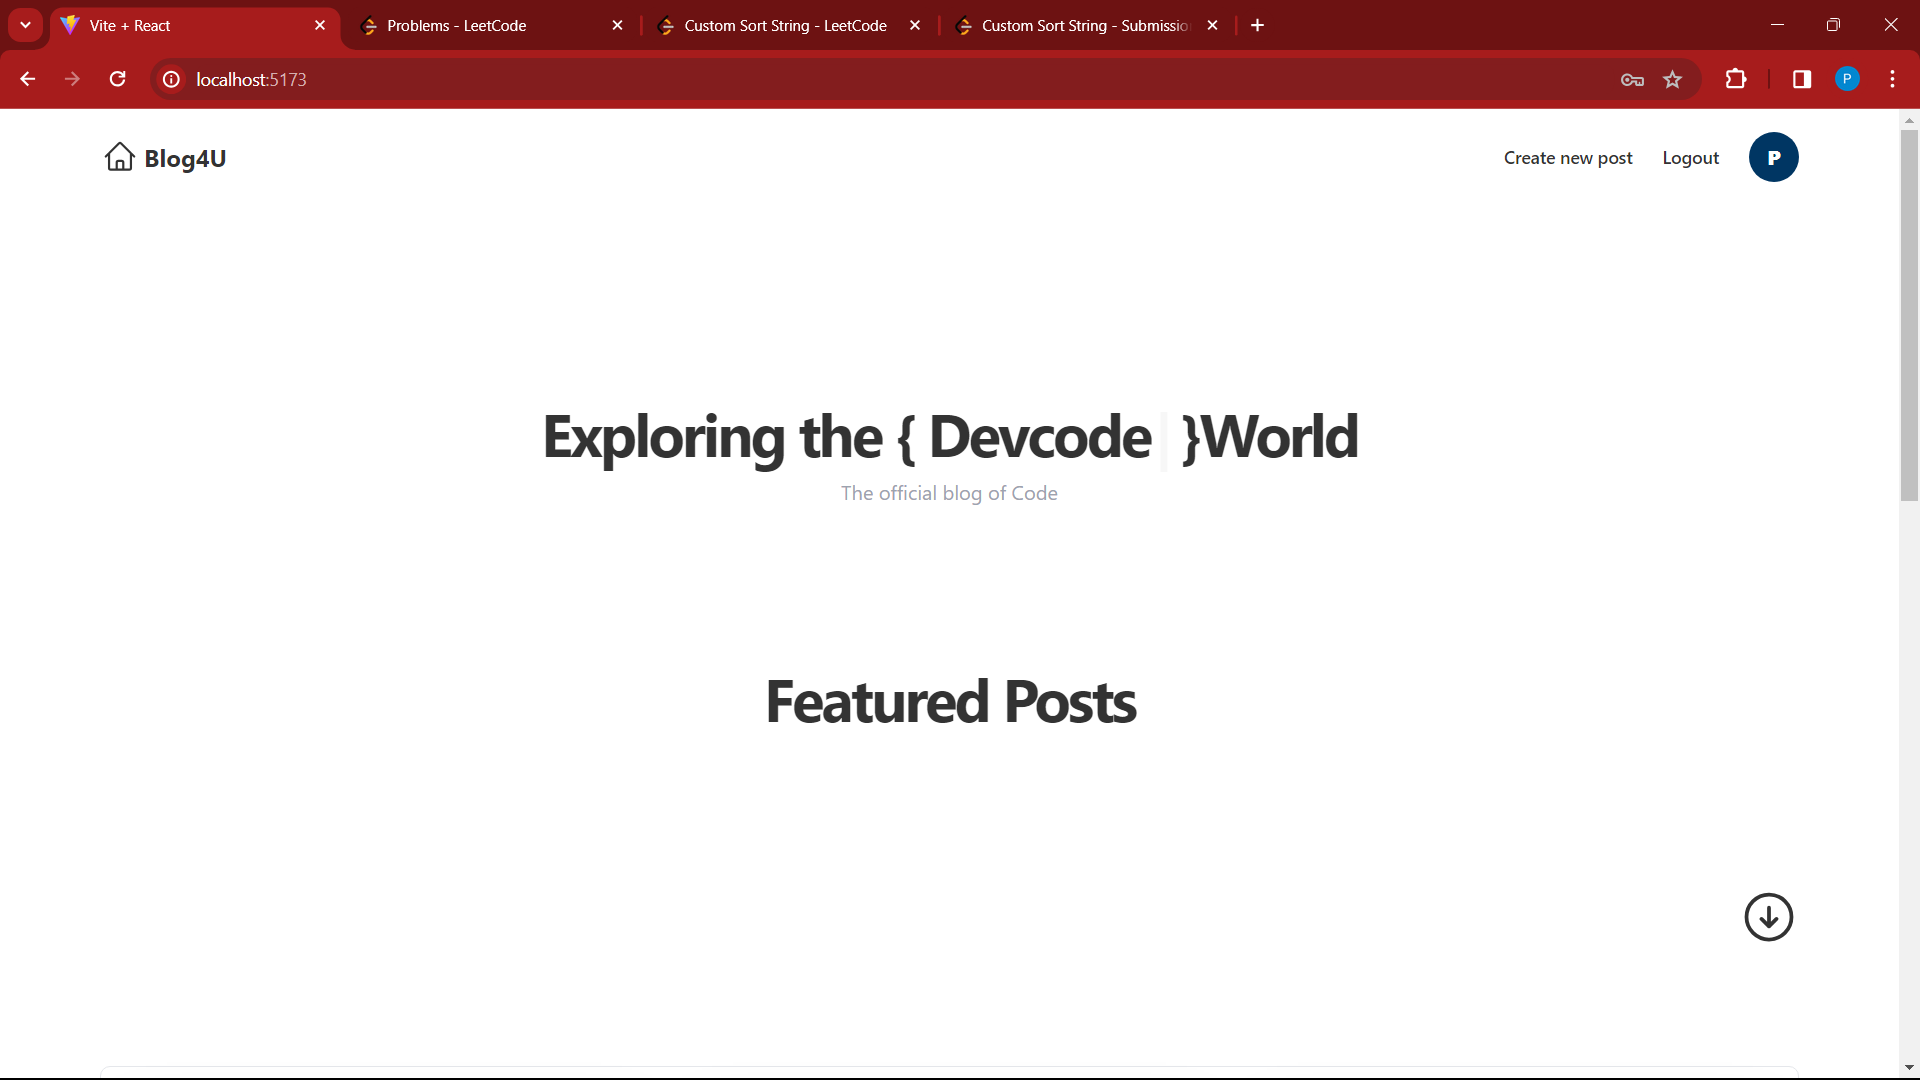 Vite + React
Problems - LeetCode
Custom Sort String - LeetCode
Custom Sort String - Submissio
localhost:5173
P
Blog4U
Create new post
Logout
P
Exploring the { Devcode }World
The official blog of Code
Featured Posts